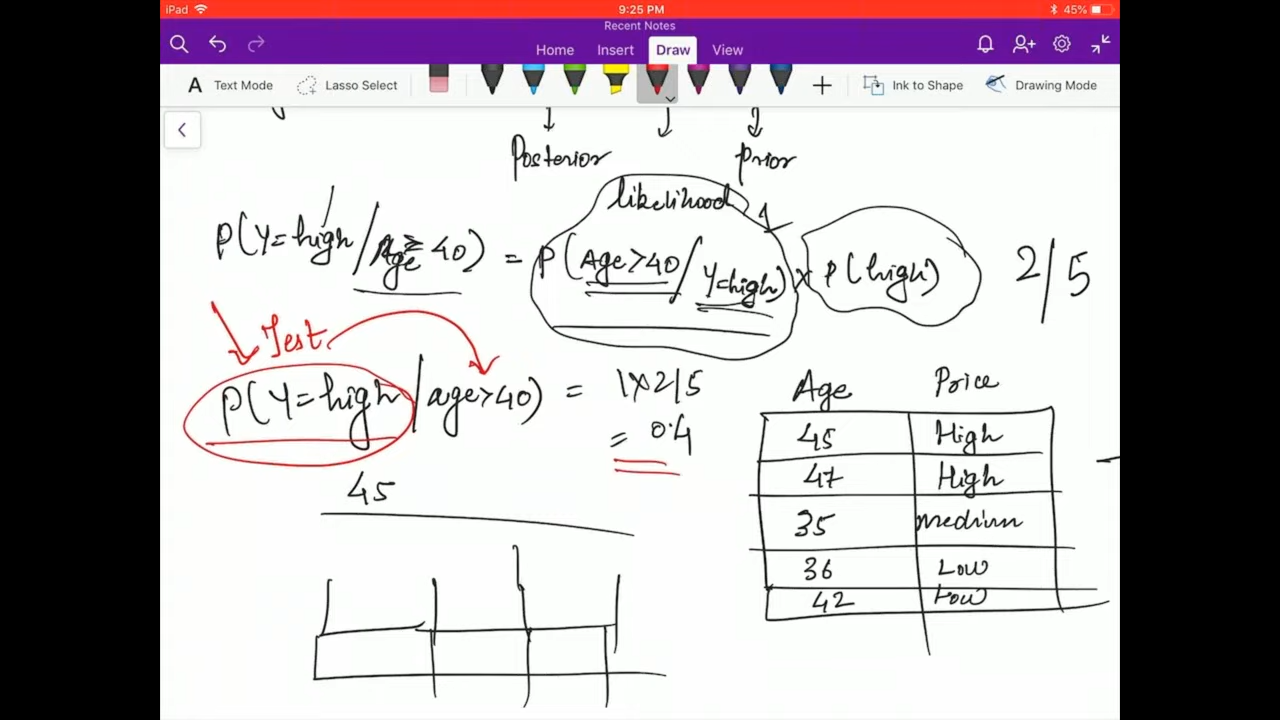 iPad 9:25 PM 45%
Recent Notes
Home Insert Draw View
A Text Mode Lasso Select Ink to Shape Drawing Mode
Posterior Prior
likelihood
P(Y=high/Age≥40) = P(Age>40/Y=high) × P(high) 2/5
Test
P(Y=high/age>40) = 1×2/5
= 0.4
45
Age Price
45 High
47 High
35 medium
36 Low
42 Low